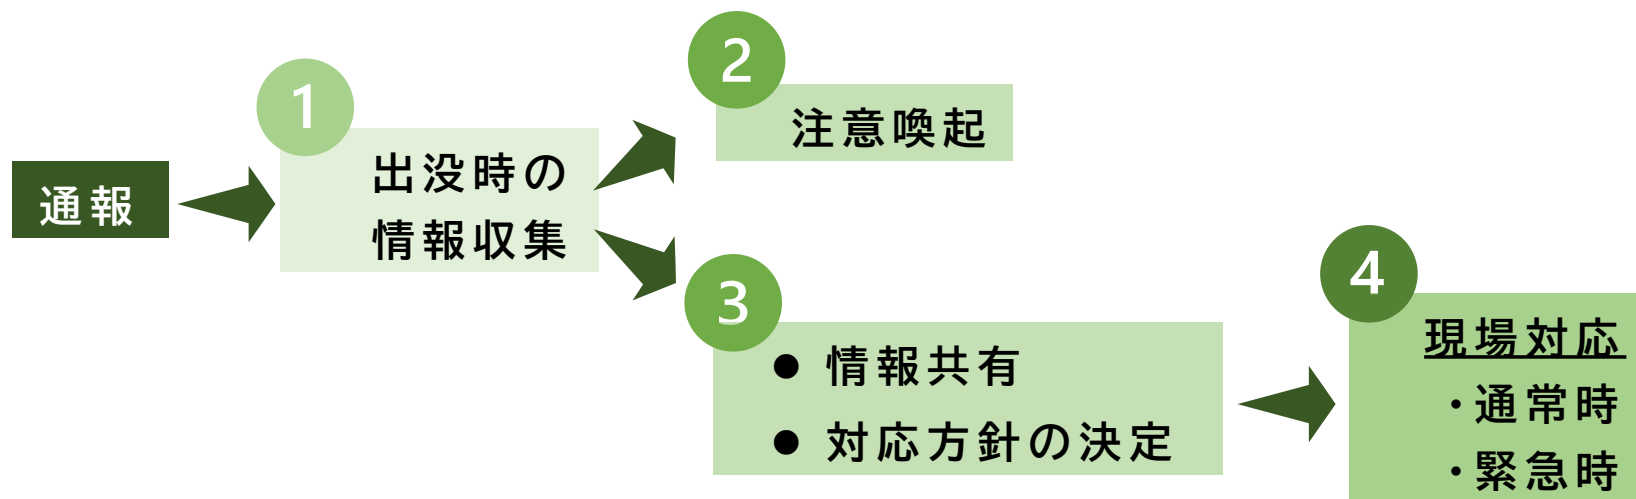 通報
1
出没時の
情報収集
2
注意喚起
3
● 情報共有
● 対応方針の決定
4
現場対応
・通常時
・緊急時